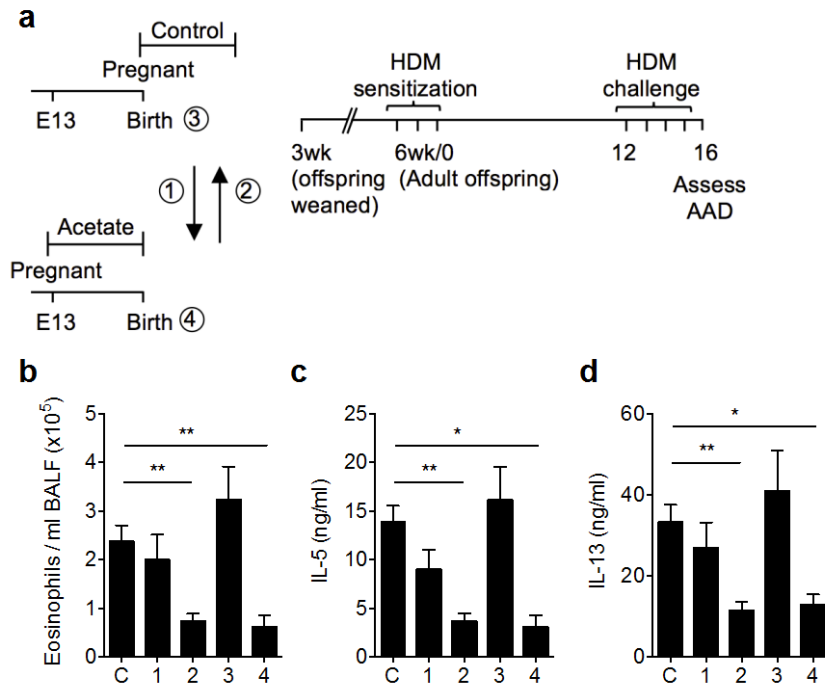 a
Control
Pregnant
E13 Birth ③
① ②
Acetate
Pregnant
E13 Birth ④
HDM
sensitization
HDM
challenge
3wk 6wk/0 12 16
(offspring (Adult offspring)
weaned)
Assess
AAD
b
Eosinophils / ml BALF (x10⁵)
5
4
3
2
1
0
**
**
C 1 2 3 4
c
IL-5 (ng/ml)
25
20
15
10
5
0
*
**
C 1 2 3 4
d
IL-13 (ng/ml)
60
40
20
0
*
**
C 1 2 3 4